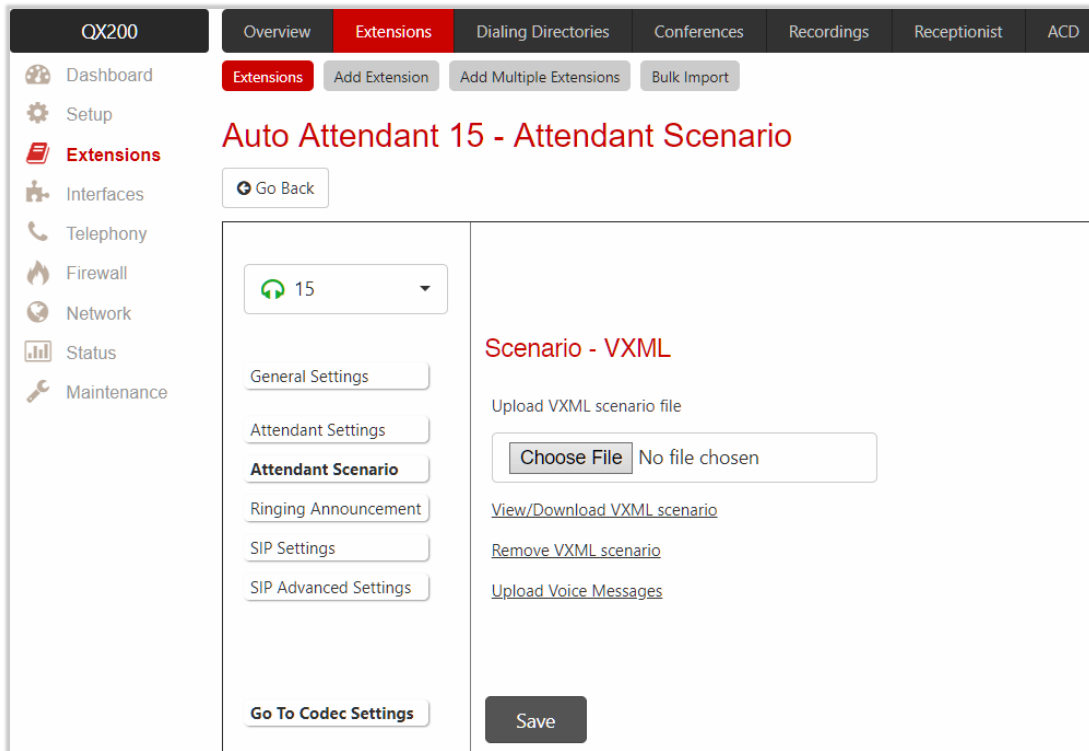 QX200
Overview Extensions Dialing Directories Conferences Recordings Receptionist ACD
Dashboard
Setup
Extensions
Interfaces
Telephony
Firewall
Network
Status
Maintenance
Extensions Add Extension Add Multiple Extensions Bulk Import
Auto Attendant 15 - Attendant Scenario
Go Back
15
General Settings
Attendant Settings
Attendant Scenario
Ringing Announcement
SIP Settings
SIP Advanced Settings
Go To Codec Settings
Scenario - VXML
Upload VXML scenario file
Choose File No file chosen
View/Download VXML scenario
Remove VXML scenario
Upload Voice Messages
Save